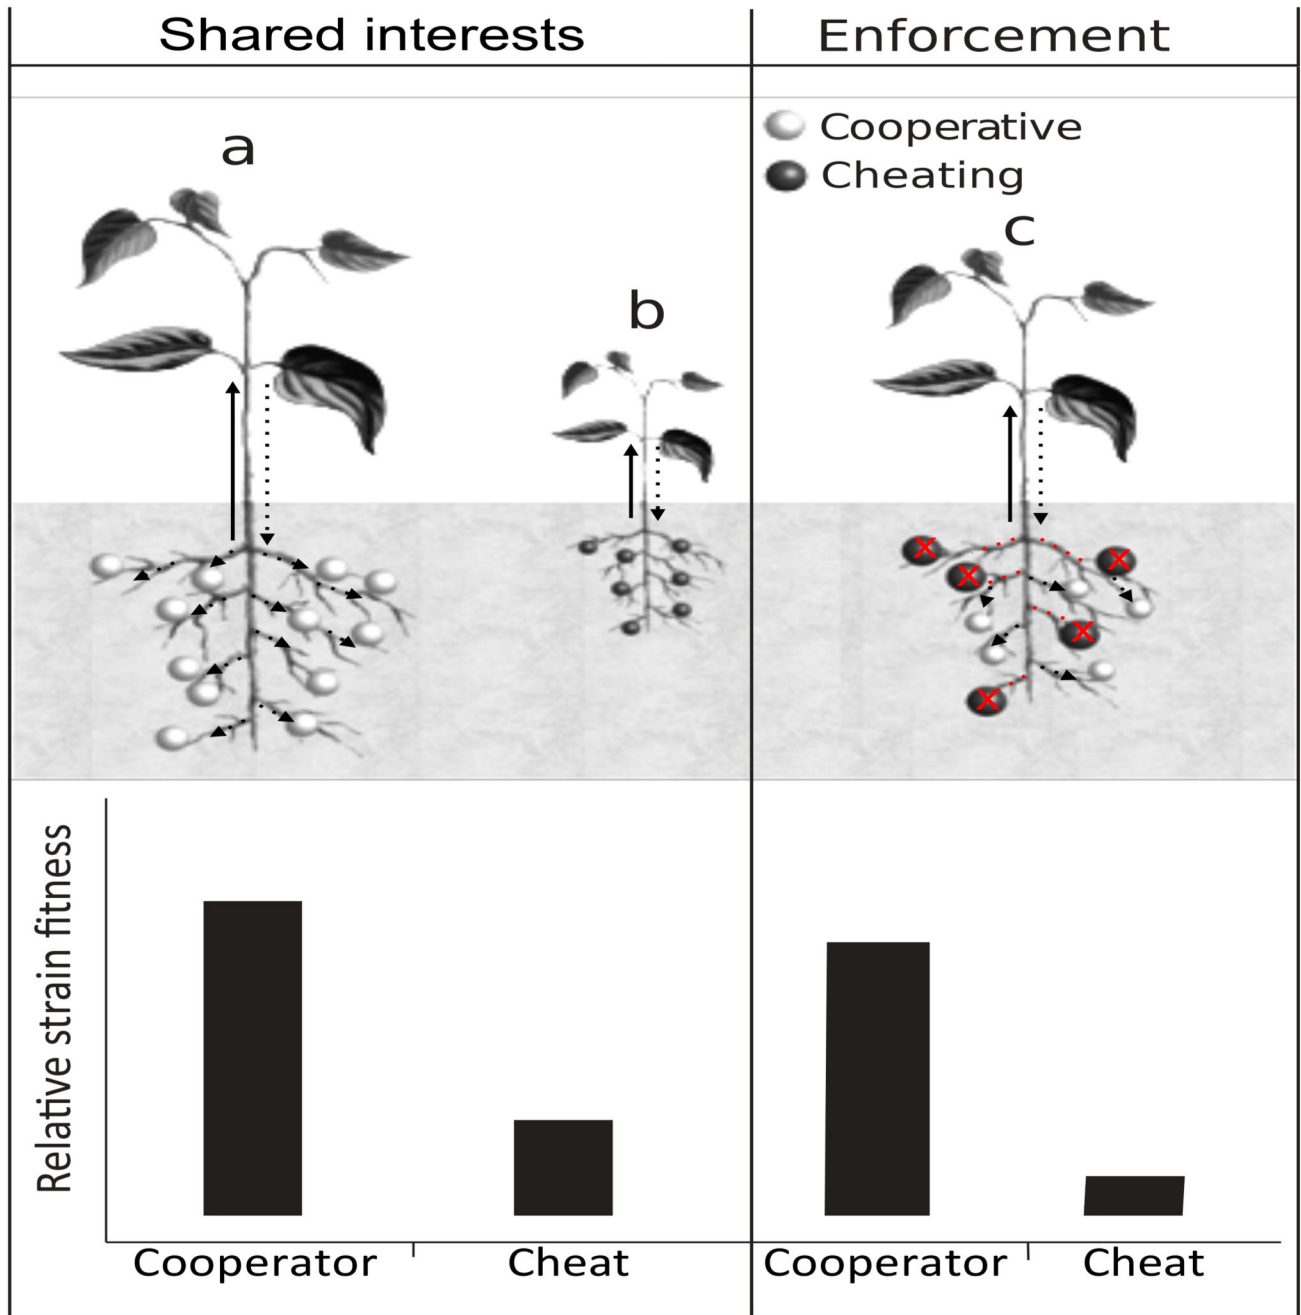 Shared interests
Enforcement
a
b
Cooperative
Cheating
c
Relative strain fitness
Cooperator
Cheat
Cooperator
Cheat